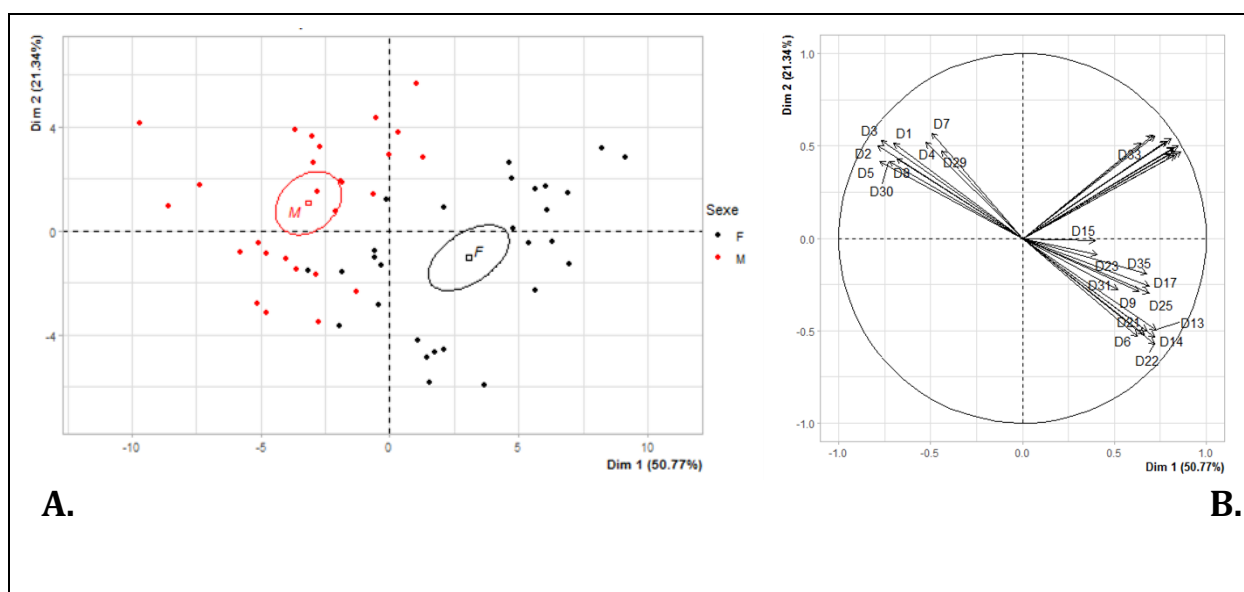 Dim 2 (21.34%)
4
0
-4
-10
-5
0
5
10
Dim 1 (50.77%)
M
F
Sexe
F
M
A.
Dim 2 (21.34%)
1.0
0.5
0.0
-0.5
-1.0
-1.0
-0.5
0.0
0.5
1.0
Dim 1 (50.77%)
D7
D3
D1
D2
D4
D29
D5
D8
D30
D33
D15
D23
D35
D31
D17
D9
D25
D21
D13
D6
D14
D22
B.